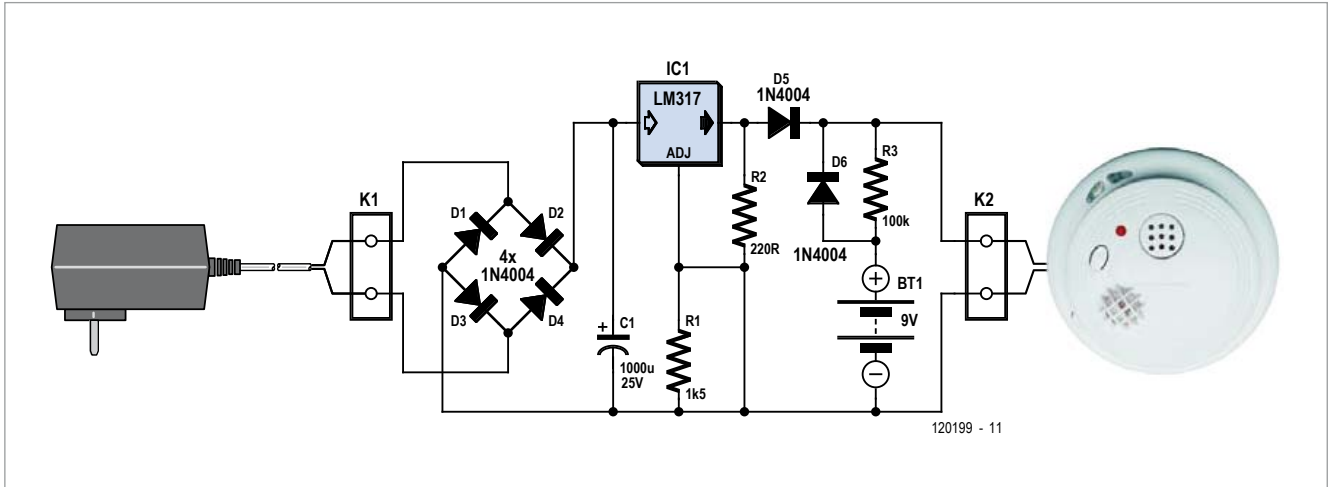 IC1
LM317
ADJ
D5
1N4004
K1
D1
D2
4x
1N4004
D3
D4
+
C1
1000u
25V
R1
1k5
R2
220R
D6
1N4004
R3
100k
+
BT1
9V
−
K2
120199 - 11